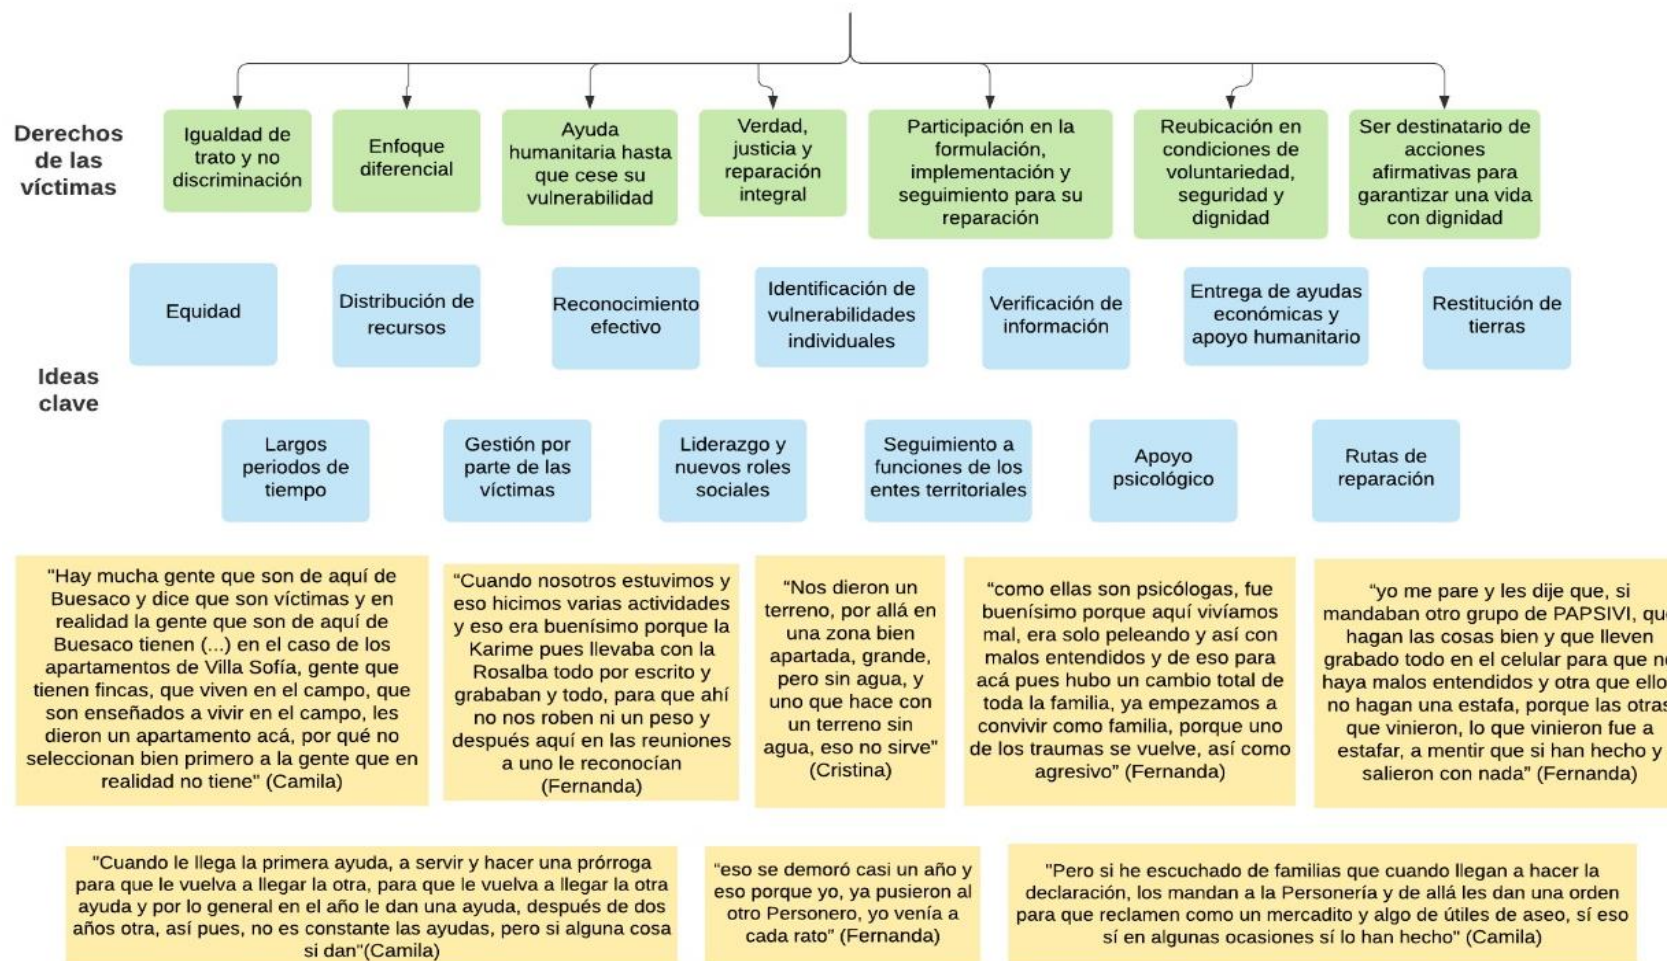 Derechos
de las
víctimas
Igualdad de
trato y no
discriminación
Enfoque
diferencial
Ayuda
humanitaria hasta
que cese su
vulnerabilidad
Verdad,
justicia y
reparación
integral
Participación en la
formulación,
implementación y
seguimiento para su
reparación
Reubicación en
condiciones de
voluntariedad,
seguridad y
dignidad
Ser destinatario de
acciones
afirmativas para
garantizar una vida
con dignidad
Ideas
clave
Equidad
Distribución de
recursos
Reconocimiento
efectivo
Identificación de
vulnerabilidades
individuales
Verificación de
información
Entrega de ayudas
económicas y
apoyo humanitario
Restitución de
tierras
Largos
periodos de
tiempo
Gestión por
parte de las
víctimas
Liderazgo y
nuevos roles
sociales
Seguimiento a
funciones de los
entes territoriales
Apoyo
psicológico
Rutas de
reparación
"Hay mucha gente que son de aquí de
Buesaco y dice que son víctimas y en
realidad la gente que son de aquí de
Buesaco tienen (...) en el caso de los
apartamentos de Villa Sofía, gente que
tienen fincas, que viven en el campo, que
son enseñados a vivir en el campo, les
dieron un apartamento acá, por qué no
seleccionan bien primero a la gente que en
realidad no tiene" (Camila)
“Cuando nosotros estuvimos y
eso hicimos varias actividades
y eso era buenísimo porque la
Karime pues llevaba con la
Rosalba todo por escrito y
grababan y todo, para que ahí
no nos roben ni un peso y
después aquí en las reuniones
a uno le reconocían
(Fernanda)
“Nos dieron un
terreno, por allá en
una zona bien
apartada, grande,
pero sin agua, y
uno que hace con
un terreno sin
agua, eso no sirve”
(Cristina)
“como ellas son psicólogas, fue
buenísimo porque aquí vivíamos
mal, era solo peleando y así con
malos entendidos y de eso para
acá pues hubo un cambio total de
toda la familia, ya empezamos a
convivir como familia, porque uno
de los traumas se vuelve, así como
agresivo” (Fernanda)
“yo me pare y les dije que, si
mandaban otro grupo de PAPSIVI, que
hagan las cosas bien y que lleven
grabado todo en el celular para que no
haya malos entendidos y otra que ello
no hagan una estafa, porque las otras
que vinieron, lo que vinieron fue a
estafar, a mentir que si han hecho y
salieron con nada” (Fernanda)
"Cuando le llega la primera ayuda, a servir y hacer una prórroga
para que le vuelva a llegar la otra, para que le vuelva a llegar la otra
ayuda y por lo general en el año le dan una ayuda, después de dos
años otra, así pues, no es constante las ayudas, pero si alguna cosa
si dan"(Camila)
“eso se demoró casi un año y
eso porque yo, ya pusieron al
otro Personero, yo venía a
cada rato” (Fernanda)
"Pero si he escuchado de familias que cuando llegan a hacer la
declaración, los mandan a la Personería y de allá les dan una orden
para que reclamen como un mercadito y algo de útiles de aseo, sí eso
sí en algunas ocasiones sí lo han hecho" (Camila)